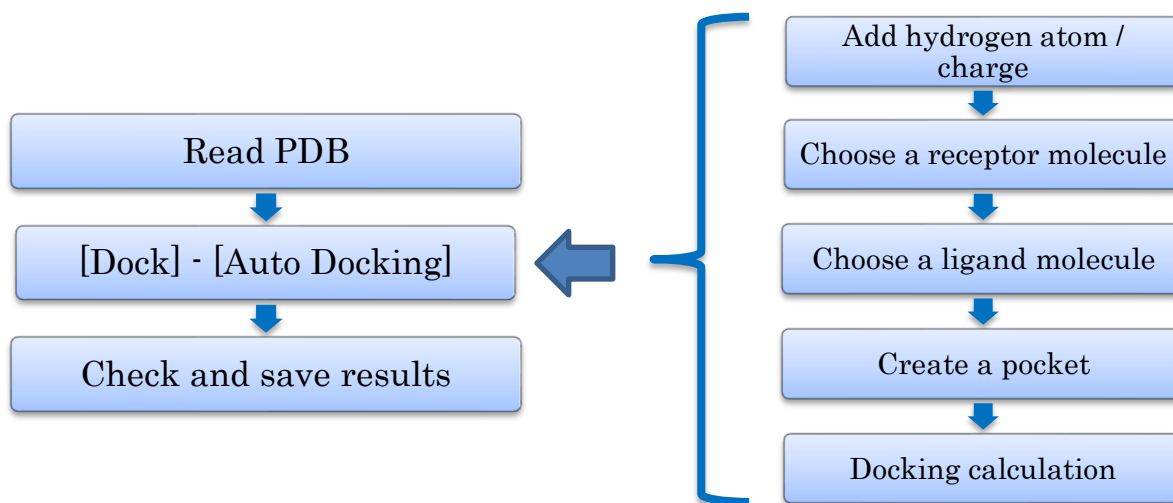 Read PDB
[Dock] - [Auto Docking]
Check and save results
Add hydrogen atom /
charge
Choose a receptor molecule
Choose a ligand molecule
Create a pocket
Docking calculation